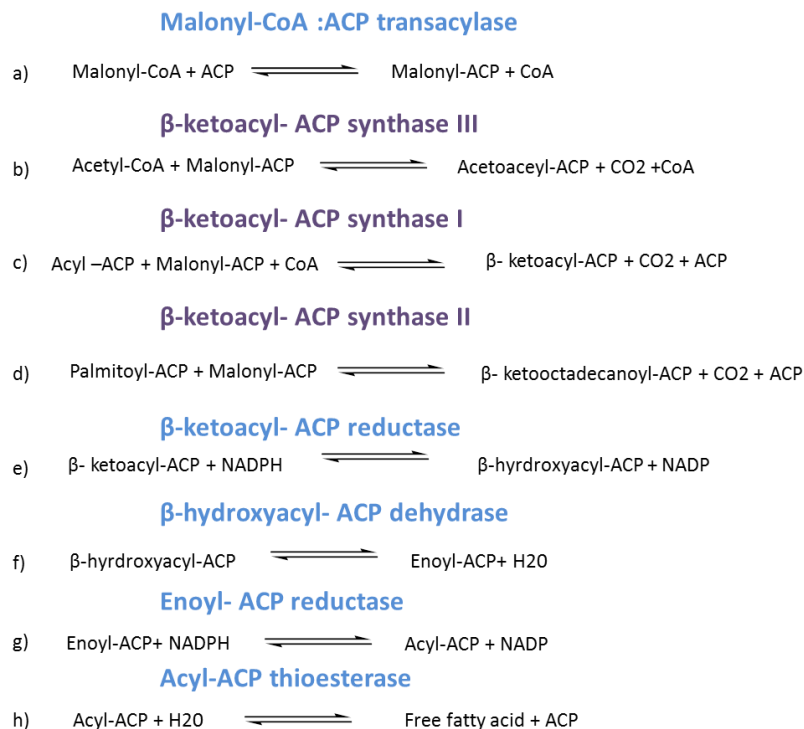 Malonyl-CoA :ACP transacylase
a) Malonyl-CoA + ACP Malonyl-ACP + CoA
β-ketoacyl- ACP synthase III
b) Acetyl-CoA + Malonyl-ACP Acetoaceyl-ACP + CO2 +CoA
β-ketoacyl- ACP synthase I
c) Acyl –ACP + Malonyl-ACP + CoA β- ketoacyl-ACP + CO2 + ACP
β-ketoacyl- ACP synthase II
d) Palmitoyl-ACP + Malonyl-ACP β- ketooctadecanoyl-ACP + CO2 + ACP
β-ketoacyl- ACP reductase
e) β- ketoacyl-ACP + NADPH β-hyrdroxyacyl-ACP + NADP
β-hydroxyacyl- ACP dehydrase
f) β-hyrdroxyacyl-ACP Enoyl-ACP+ H20
Enoyl- ACP reductase
g) Enoyl-ACP+ NADPH Acyl-ACP + NADP
Acyl-ACP thioesterase
h) Acyl-ACP + H20 Free fatty acid + ACP